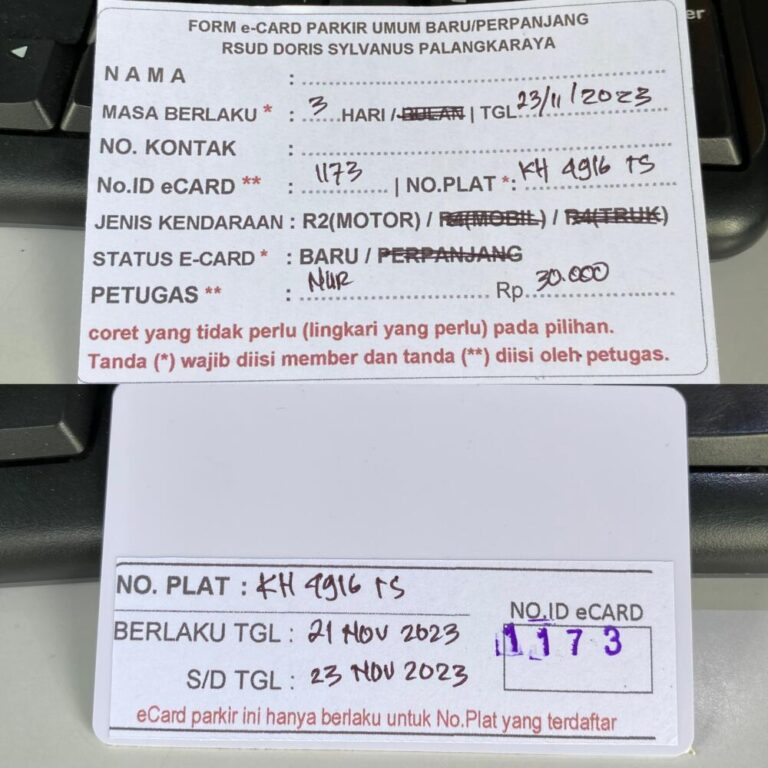 er
FORM e-CARD PARKIR UMUM BARU/PERPANJANG
RSUD DORIS SYLVANUS PALANGKARAYA
NAMA :
MASA BERLAKU * : 3 HARI / BULAN | TGL 23/11/2023
NO. KONTAK :
No.ID eCARD ** : 1173 | NO.PLAT *: KH 4916 TS
JENIS KENDARAAN : R2(MOTOR) / R4(MOBIL) / R4(TRUK)
STATUS E-CARD * : BARU / PERPANJANG
PETUGAS ** : NUR Rp. 30.000
coret yang tidak perlu (lingkari yang perlu) pada pilihan.
Tanda (*) wajib diisi member dan tanda (**) diisi oleh petugas.
NO. PLAT : KH 4916 TS
NO.ID eCARD
BERLAKU TGL : 21 NOV 2023
1173
S/D TGL : 23 NOV 2023
eCard parkir ini hanya berlaku untuk No.Plat yang terdaftar